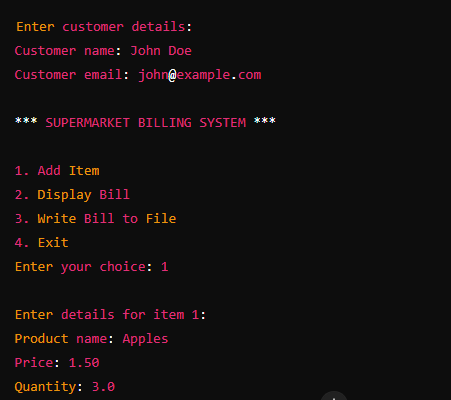 Enter customer details:
Customer name: John Doe
Customer email: john@example.com
*** SUPERMARKET BILLING SYSTEM ***
1. Add Item
2. Display Bill
3. Write Bill to File
4. Exit
Enter your choice: 1
Enter details for item 1:
Product name: Apples
Price: 1.50
Quantity: 3.0